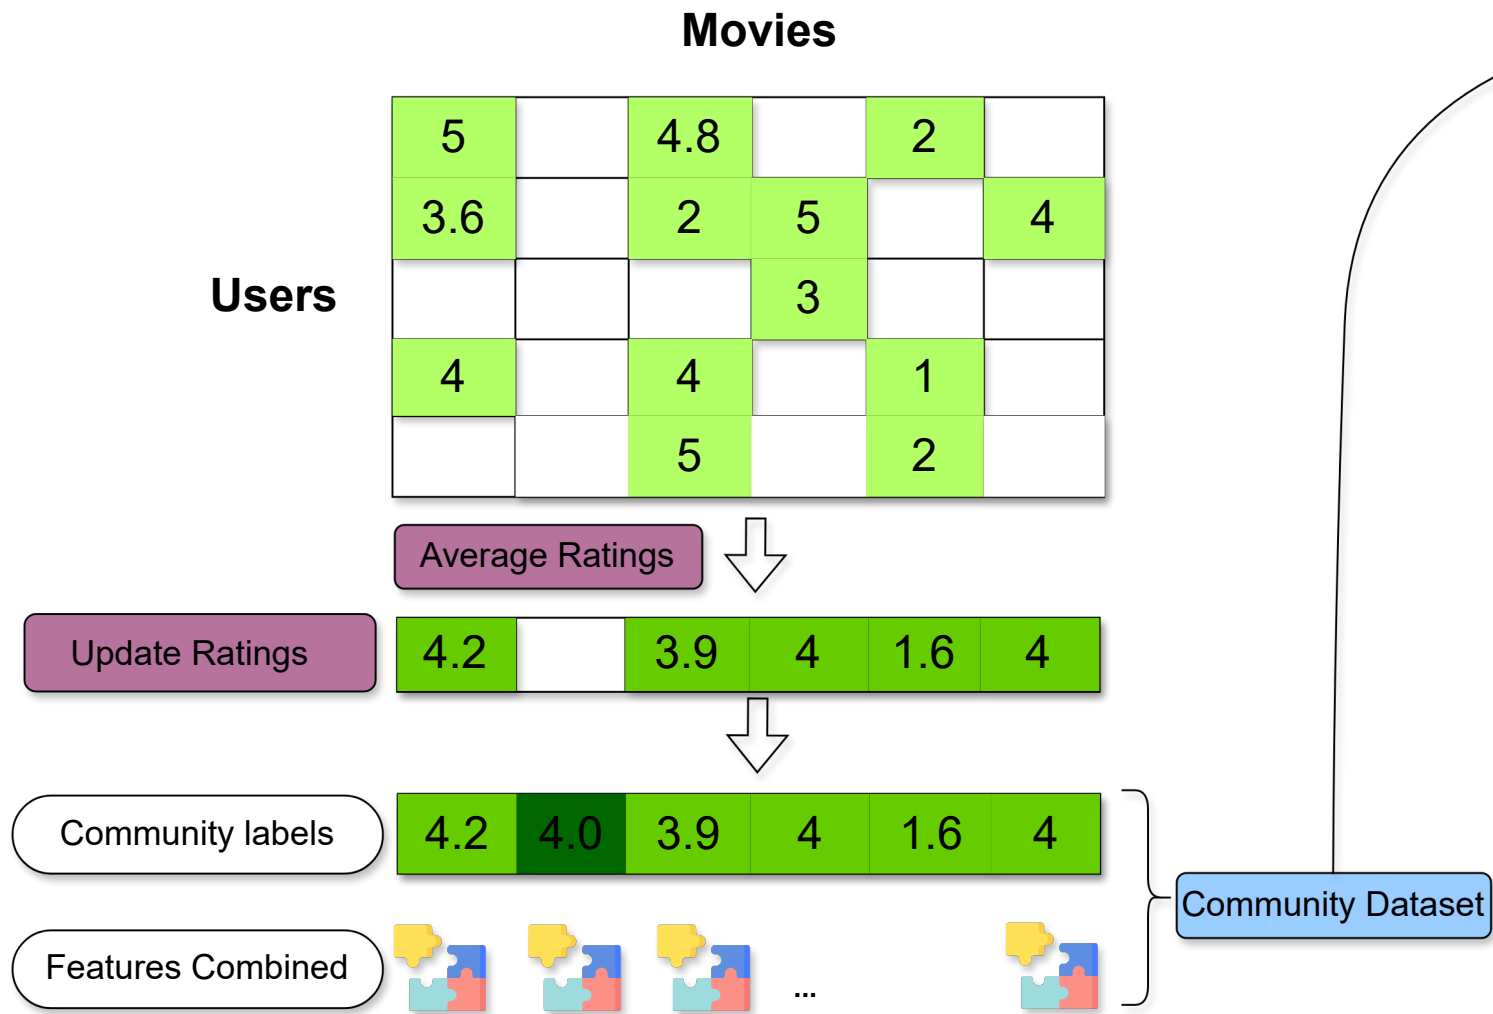 Movies
5 4.8 2
3.6 2 5 4
Users
3
4 4 1
5 2
Average Ratings
Update Ratings
4.2 3.9 4 1.6 4
Community labels
4.2 4.0 3.9 4 1.6 4
Community Dataset
Features Combined
...